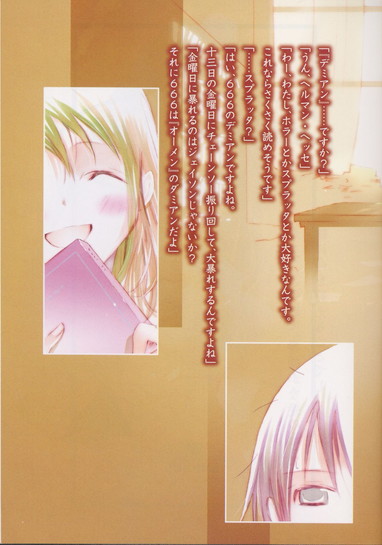 「『デミアン』……ですか？」
「うん、ヘルマン・ヘッセ」
「わー、わたし、ホラーとかスプラッタとか大好きなんです。
これならさくさく読めそうです」
「……スプラッタ？」
「はい、６６６のデミアンですよね。
十三日の金曜日にチェーンソー振り回して、大暴れするんですよね」
「金曜日に暴れるのはジェイソンじゃないか？
それに６６６は『オーメン』のダミアンだよ」